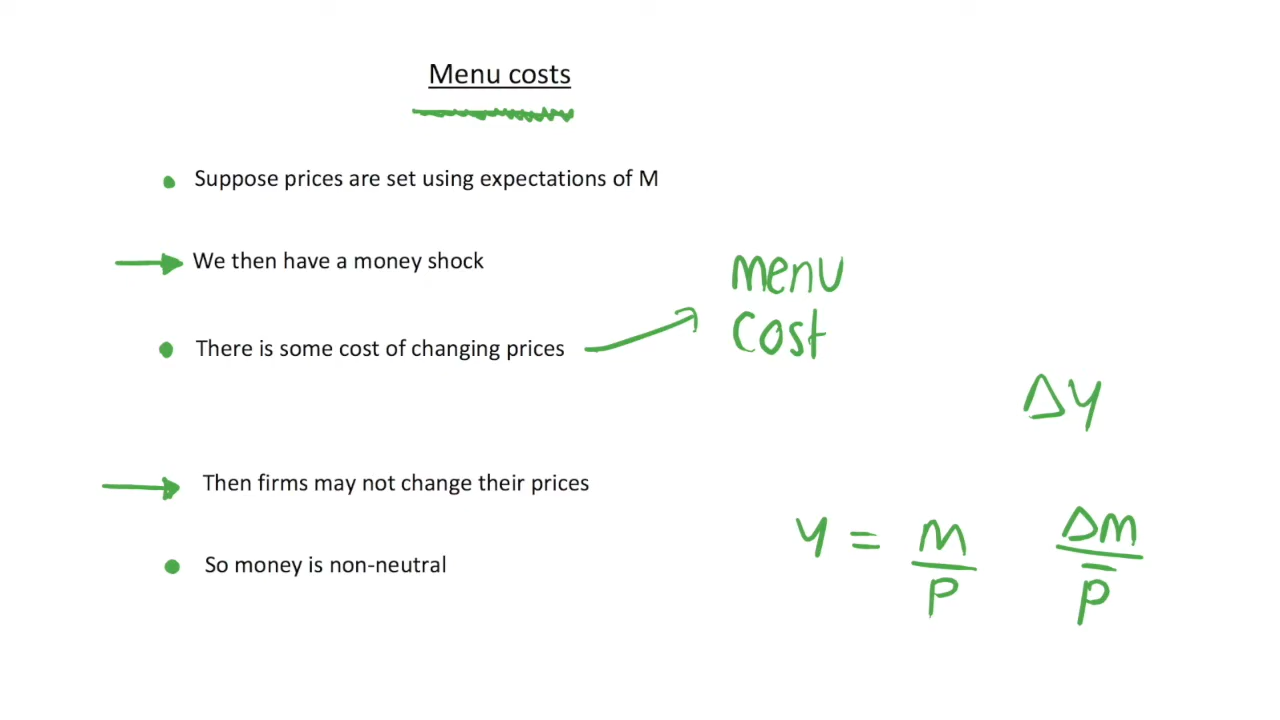 Menu costs
Suppose prices are set using expectations of M
We then have a money shock
menu
cost
There is some cost of changing prices
Δy
Then firms may not change their prices
y = M/P ΔM/P̅
So money is non-neutral